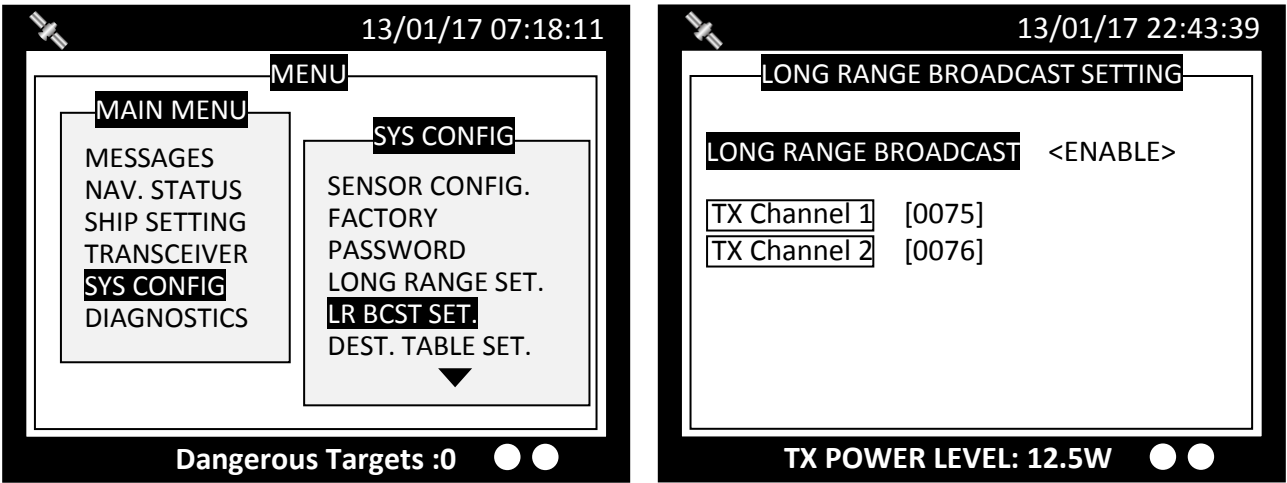 13/01/17 07:18:11
MENU
MAIN MENU
MESSAGES
NAV. STATUS
SHIP SETTING
TRANSCEIVER
SYS CONFIG
DIAGNOSTICS
SYS CONFIG
SENSOR CONFIG.
FACTORY
PASSWORD
LONG RANGE SET.
LR BCST SET.
DEST. TABLE SET.
Dangerous Targets :0
13/01/17 22:43:39
LONG RANGE BROADCAST SETTING
LONG RANGE BROADCAST <ENABLE>
TX Channel 1 [0075]
TX Channel 2 [0076]
TX POWER LEVEL: 12.5W